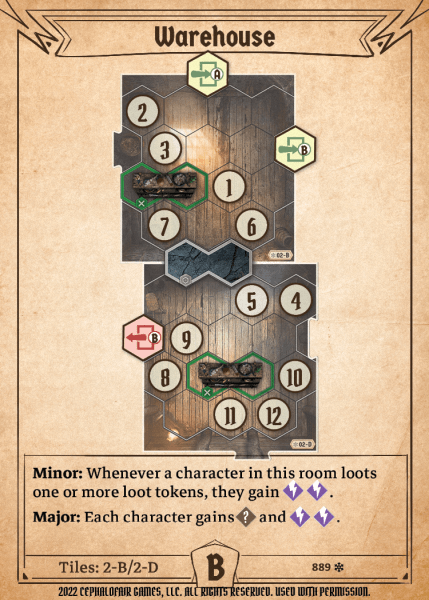 Warehouse
A
2
B
3
1
7
6
02-B
5
4
B
9
8
10
11
12
02-D
Minor: Whenever a character in this room loots
one or more loot tokens, they gain .
Major: Each character gains ? and .
Tiles: 2-B/2-D
B
889
2022 CEPHALOFAIR GAMES, LLC. ALL RIGHTS RESERVED. USED WITH PERMISSION.